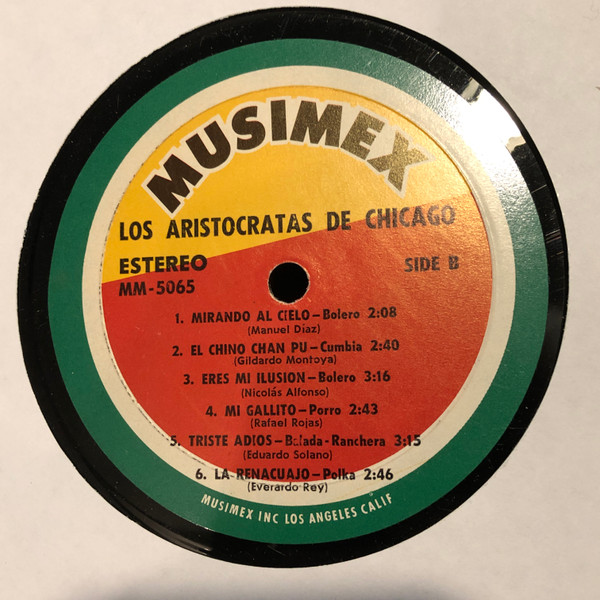 MUSIMEX
LOS ARISTOCRATAS DE CHICAGO
ESTEREO SIDE B
MM-5065
1. MIRANDO AL CIELO–Bolero 2:08
(Manuel Díaz)
2. EL CHINO CHAN PU–Cumbia 2:40
(Gildardo Montoya)
3. ERES MI ILUSION–Bolero 3:16
(Nicolás Alfonso)
4. MI GALLITO–Porro 2:43
(Rafael Rojas)
5. TRISTE ADIOS–Balada-Ranchera 3:15
(Eduardo Solano)
6. LA RENACUAJO–Polka 2:46
(Everardo Rey)
MUSIMEX INC LOS ANGELES CALIF